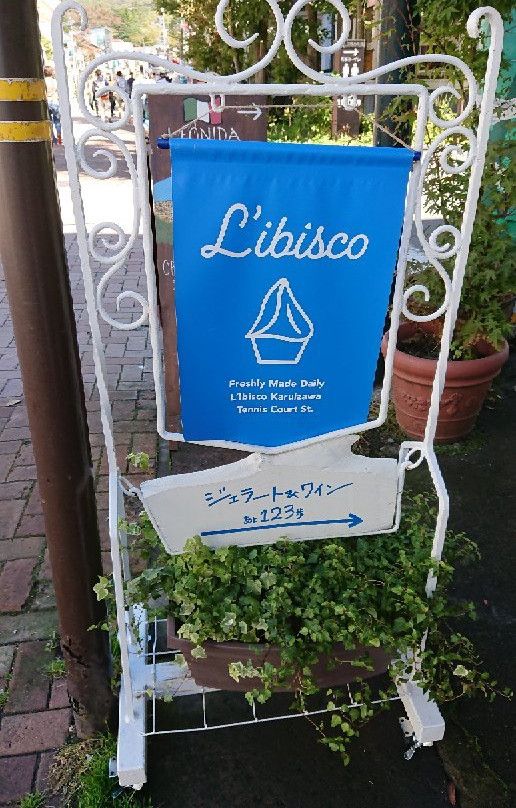 LEONIDA
L'ibisco
Freshly Made Daily
L'Ibisco Karuizawa
Tennis Court St.
ジェラート&ワイン
あと123歩